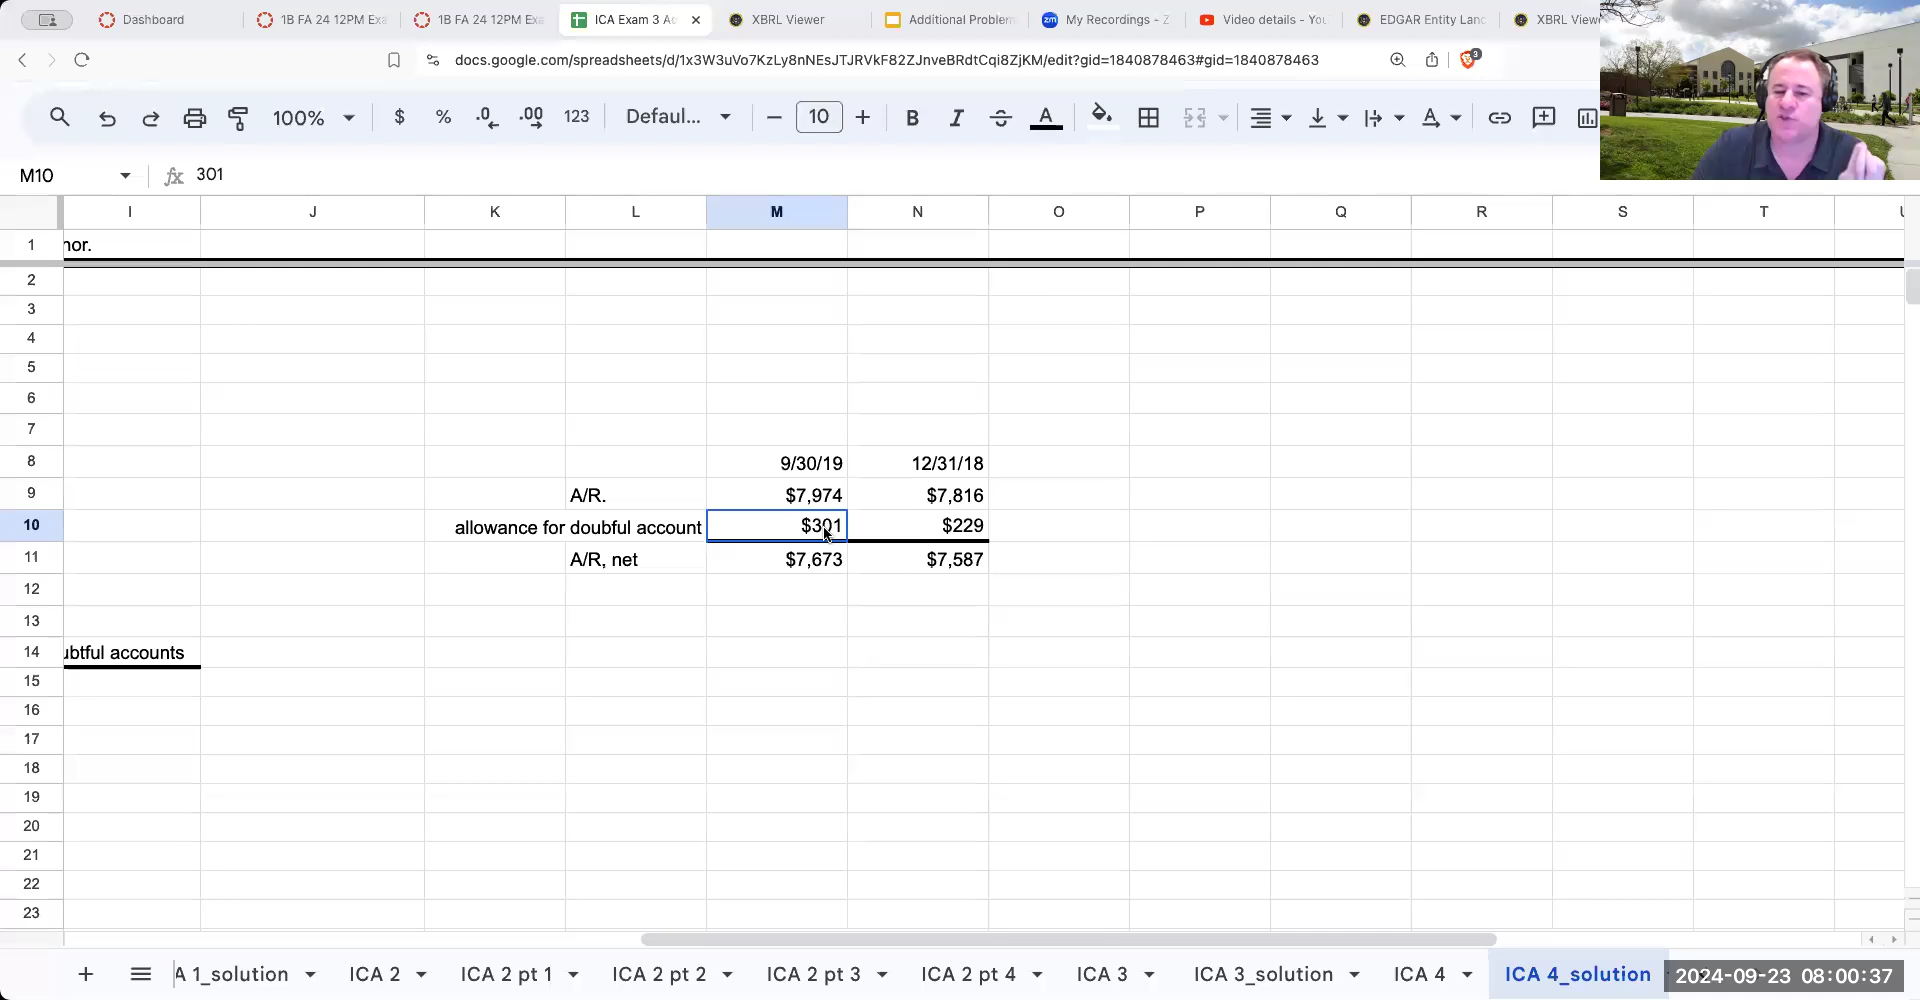 Dashboard 1B FA 24 12PM Exa 1B FA 24 12PM Exa ICA Exam 3 Ac XBRL Viewer Additional Problem My Recordings - Z Video details - You EDGAR Entity Lanc XBRL View
docs.google.com/spreadsheets/d/1x3W3uVo7KzLy8nNEsJTJRVkF82ZJnveBRdtCqi8ZjKM/edit?gid=1840878463#gid=1840878463 3
100% $ % .0 .00 123 Defaul... 10 B I A
M10 fx 301
I J K L M N O P Q R S T U
1 nor.
2
3
4
5
6
7
8 9/30/19 12/31/18
9 A/R. $7,974 $7,816
10 allowance for doubful account $301 $229
11 A/R, net $7,673 $7,587
12
13
14 ubtful accounts
15
16
17
18
19
20
21
22
23
A 1_solution ICA 2 ICA 2 pt 1 ICA 2 pt 2 ICA 2 pt 3 ICA 2 pt 4 ICA 3 ICA 3_solution ICA 4 ICA 4_solution 2024-09-23 08:00:37